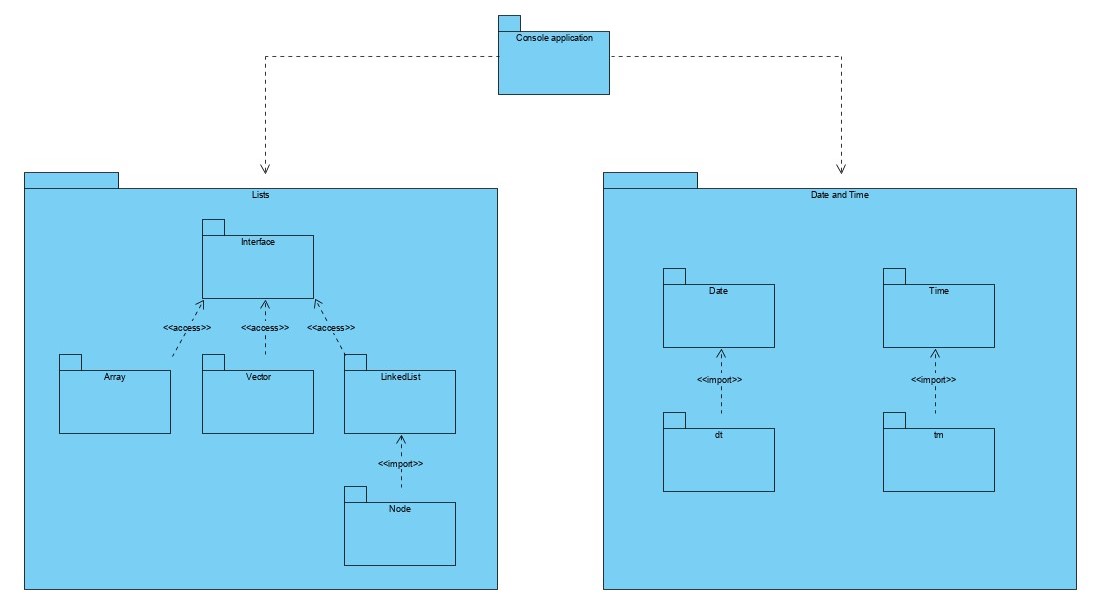 Console application
Lists
Interface
<<access>>
<<access>>
<<access>>
Array
Vector
LinkedList
<<import>>
Node
Date and Time
Date
Time
<<import>>
<<import>>
dt
tm